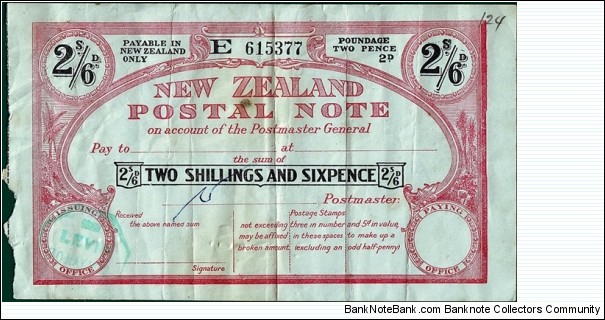 124
2/6 S. D.
PAYABLE IN NEW ZEALAND ONLY
E 615377
POUNDAGE TWO PENCE 2D
2/6 S. D.
NEW ZEALAND
POSTAL NOTE
on account of the Postmaster General
Pay to at
the sum of
2/6 S D TWO SHILLINGS AND SIXPENCE 2/6 S D
Postmaster:
ISSUING OFFICE
Received the above named sum
Signature
Postage Stamps
not exceeding three in number and 5d in value,
may be affixed in these spaces to make up a
broken amount (excluding an odd half-penny)
PAYING OFFICE
BankNoteBank.com Banknote Collectors Community